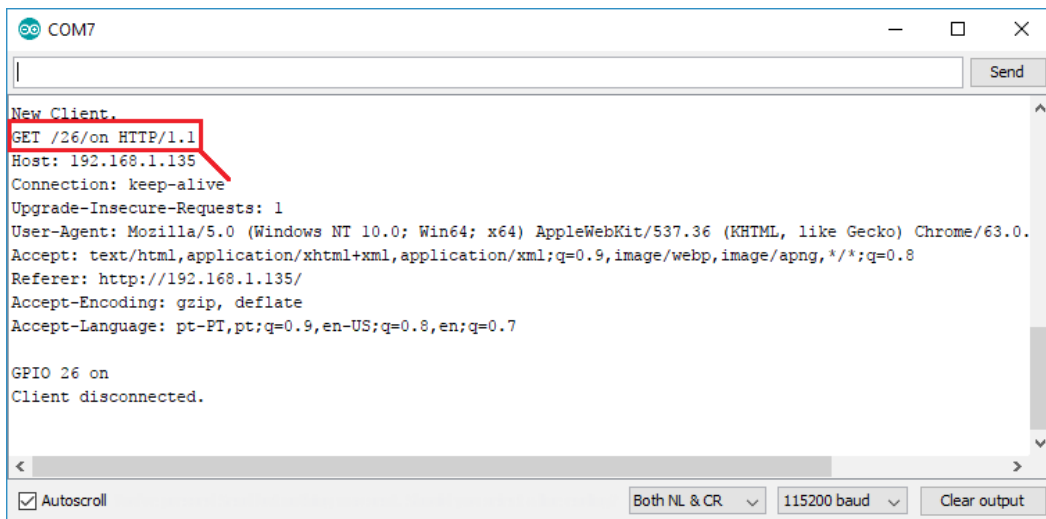 COM7
Send
New Client.
GET /26/on HTTP/1.1
Host: 192.168.1.135
Connection: keep-alive
Upgrade-Insecure-Requests: 1
User-Agent: Mozilla/5.0 (Windows NT 10.0; Win64; x64) AppleWebKit/537.36 (KHTML, like Gecko) Chrome/63.0.
Accept: text/html,application/xhtml+xml,application/xml;q=0.9,image/webp,image/apng,*/*;q=0.8
Referer: http://192.168.1.135/
Accept-Encoding: gzip, deflate
Accept-Language: pt-PT,pt;q=0.9,en-US;q=0.8,en;q=0.7
GPIO 26 on
Client disconnected.
Autoscroll Both NL & CR 115200 baud Clear output